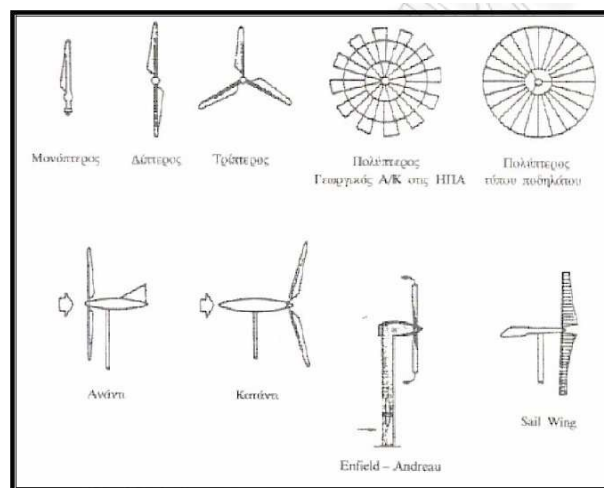 Μονόπτερος
Δίπτερος
Τρίπτερος
Πολύπτερος
Γεωργικός Α/Κ στις ΗΠΑ
Πολύπτερος
τύπου ποδηλάτου
Ανάντι
Κατάντι
Enfield – Andreau
Sail Wing